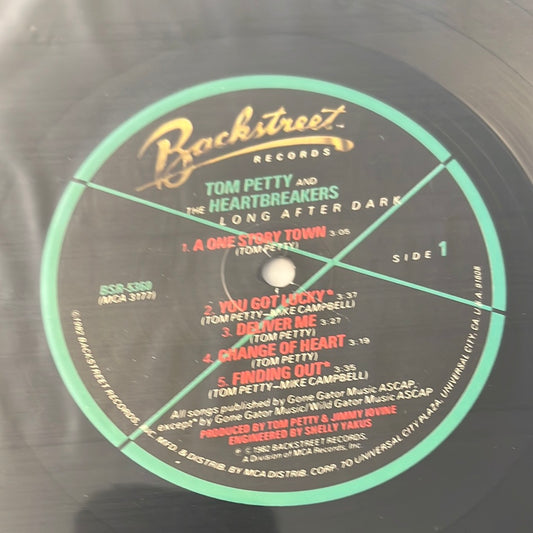 Backstreet
RECORDS
TOM PETTY AND
THE HEARTBREAKERS
LONG AFTER DARK
1. A ONE STORY TOWN 3:05
(TOM PETTY)
SIDE 1
BSR-5360
(MCA 3177)
2. YOU GOT LUCKY* 3:37
(TOM PETTY-MIKE CAMPBELL)
3. DELIVER ME 3:27
(TOM PETTY)
4. CHANGE OF HEART 3:19
(TOM PETTY)
5. FINDING OUT* 3:35
(TOM PETTY-MIKE CAMPBELL)
All songs published by Gone Gator Music ASCAP,
except* by Gone Gator Music/Wild Gator Music ASCAP
PRODUCED BY TOM PETTY & JIMMY IOVINE
ENGINEERED BY SHELLY YAKUS
℗ © 1982 BACKSTREET RECORDS,
A Division of MCA Records, Inc.
©1982 BACKSTREET RECORDS, INC. MFD. & DISTRIB. BY MCA DISTRIB. CORP. 70 UNIVERSAL CITY PLAZA, UNIVERSAL CITY, CA. U.S.A. 91608